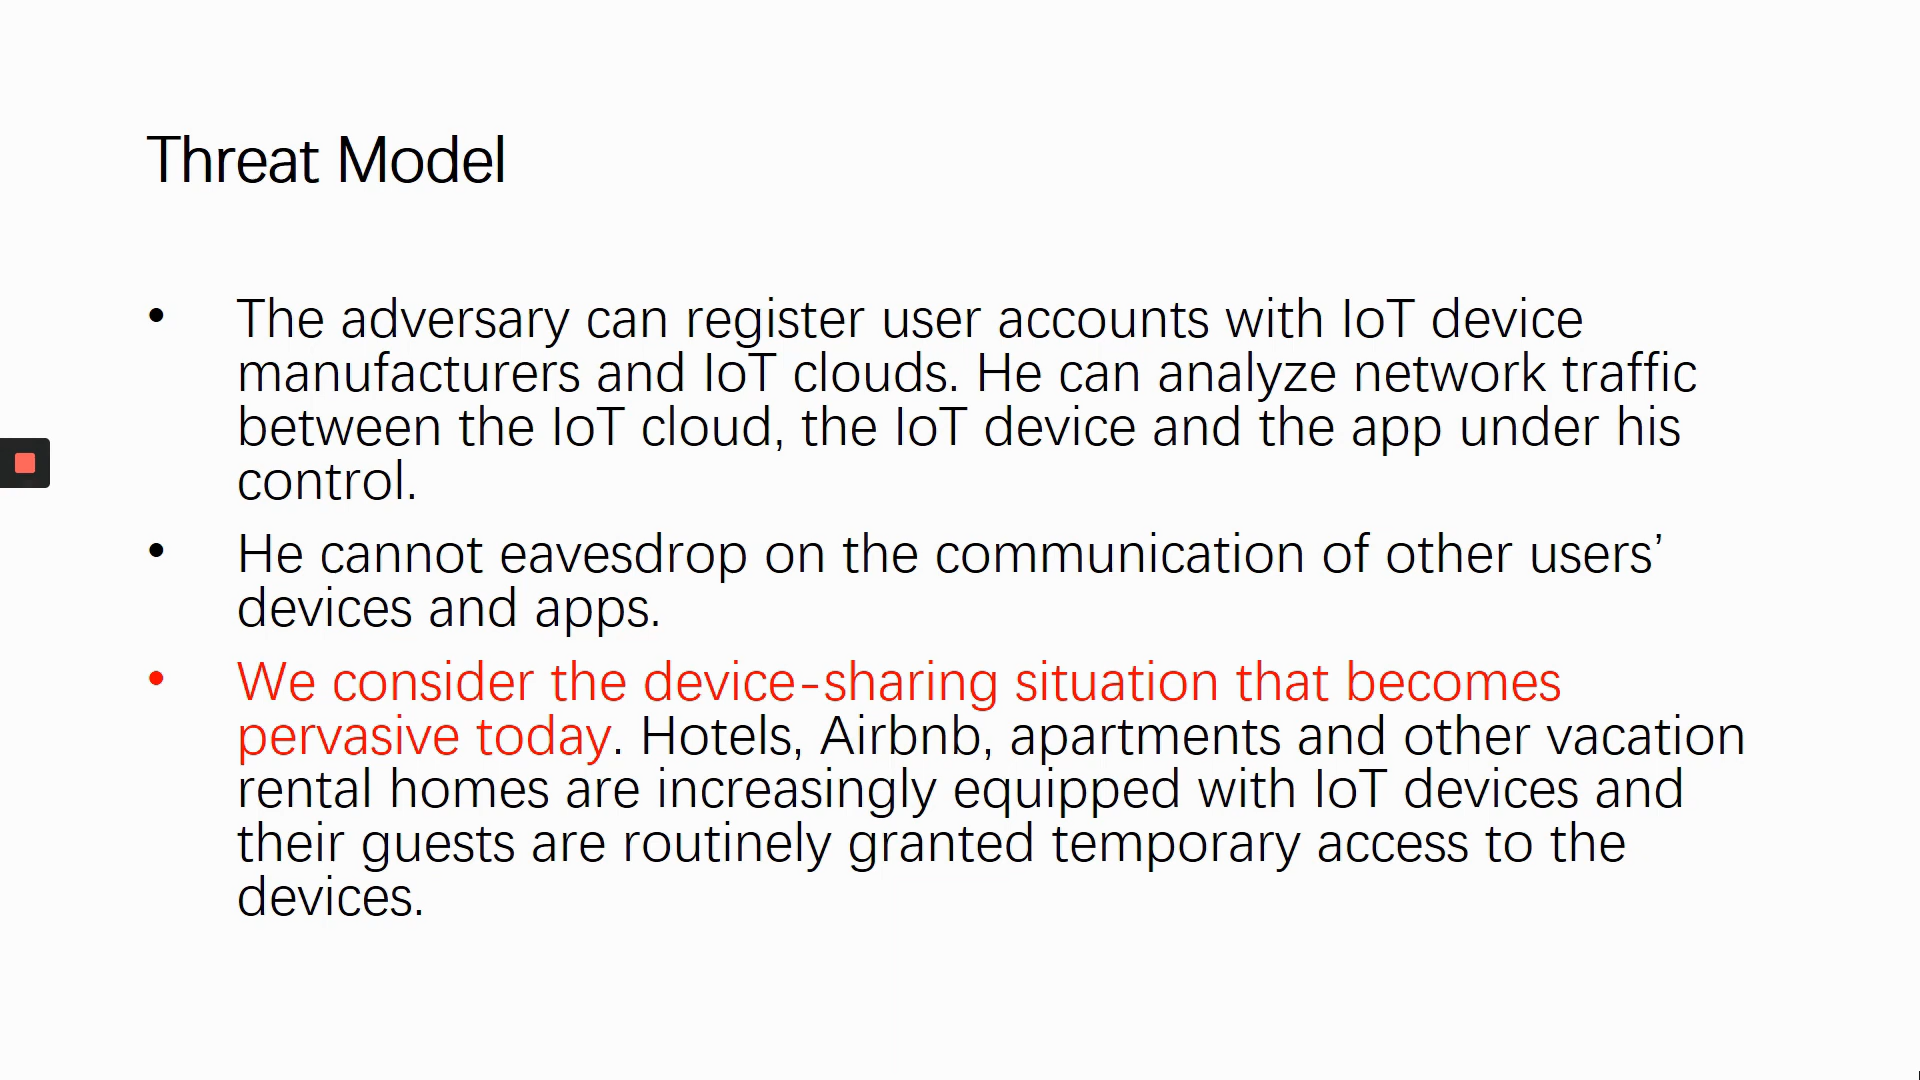 Threat Model
• The adversary can register user accounts with IoT device
manufacturers and IoT clouds. He can analyze network traffic
between the IoT cloud, the IoT device and the app under his
control.
• He cannot eavesdrop on the communication of other users’
devices and apps.
• We consider the device-sharing situation that becomes
pervasive today. Hotels, Airbnb, apartments and other vacation
rental homes are increasingly equipped with IoT devices and
their guests are routinely granted temporary access to the
devices.